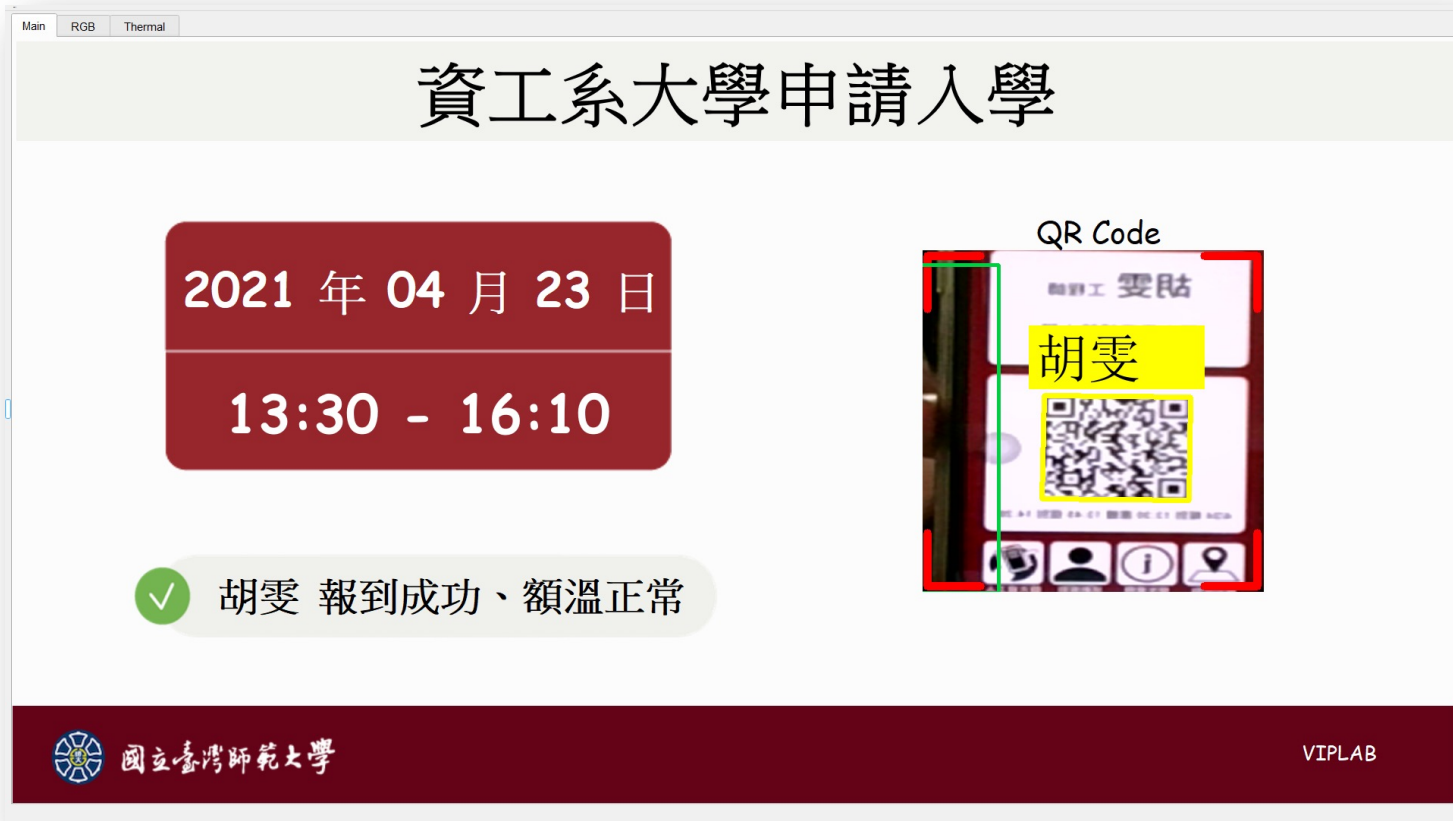 Main RGB Thermal
資工系大學申請入學
2021 年 04 月 23 日
13:30 - 16:10
QR Code
胡雯
胡雯 報到成功、額溫正常
國立臺灣師範大學
VIPLAB